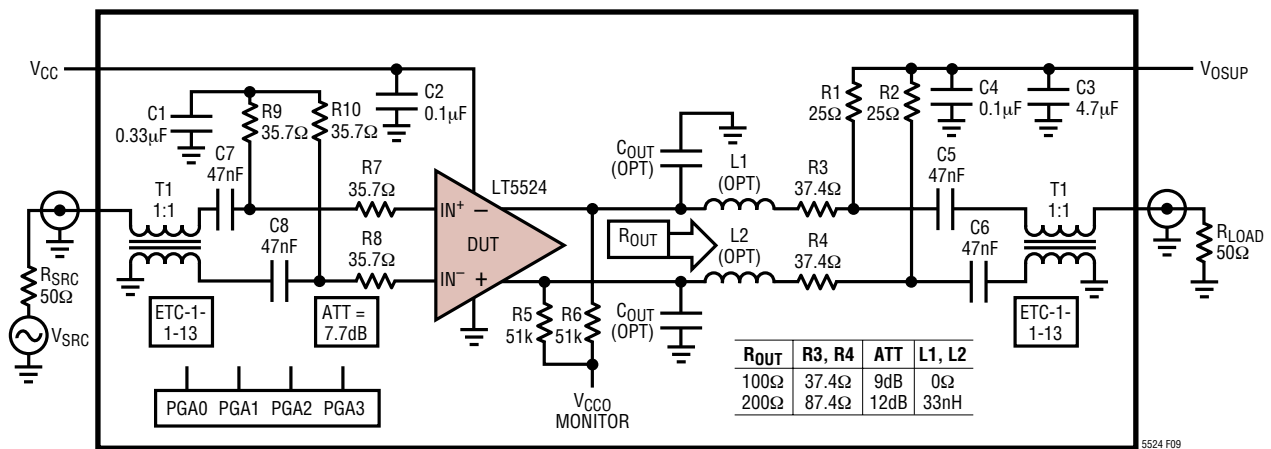 VCC
C1
0.33µF
R9
35.7Ω
R10
35.7Ω
C2
0.1µF
C7
47nF
C8
47nF
T1
1:1
R7
35.7Ω
R8
35.7Ω
LT5524
IN+ −
DUT
IN− +
RSRC
50Ω
VSRC
ETC-1-
1-13
ATT =
7.7dB
PGA0 PGA1 PGA2 PGA3
COUT
(OPT)
L1
(OPT)
R3
37.4Ω
ROUT
L2
(OPT)
R4
37.4Ω
R5
51k
R6
51k
COUT
(OPT)
VCCO
MONITOR
R1
25Ω
R2
25Ω
C4
0.1µF
C3
4.7µF
VOSUP
C5
47nF
C6
47nF
T1
1:1
RLOAD
50Ω
ETC-1-
1-13
ROUT R3, R4 ATT L1, L2
100Ω 37.4Ω 9dB 0Ω
200Ω 87.4Ω 12dB 33nH
5524 F09